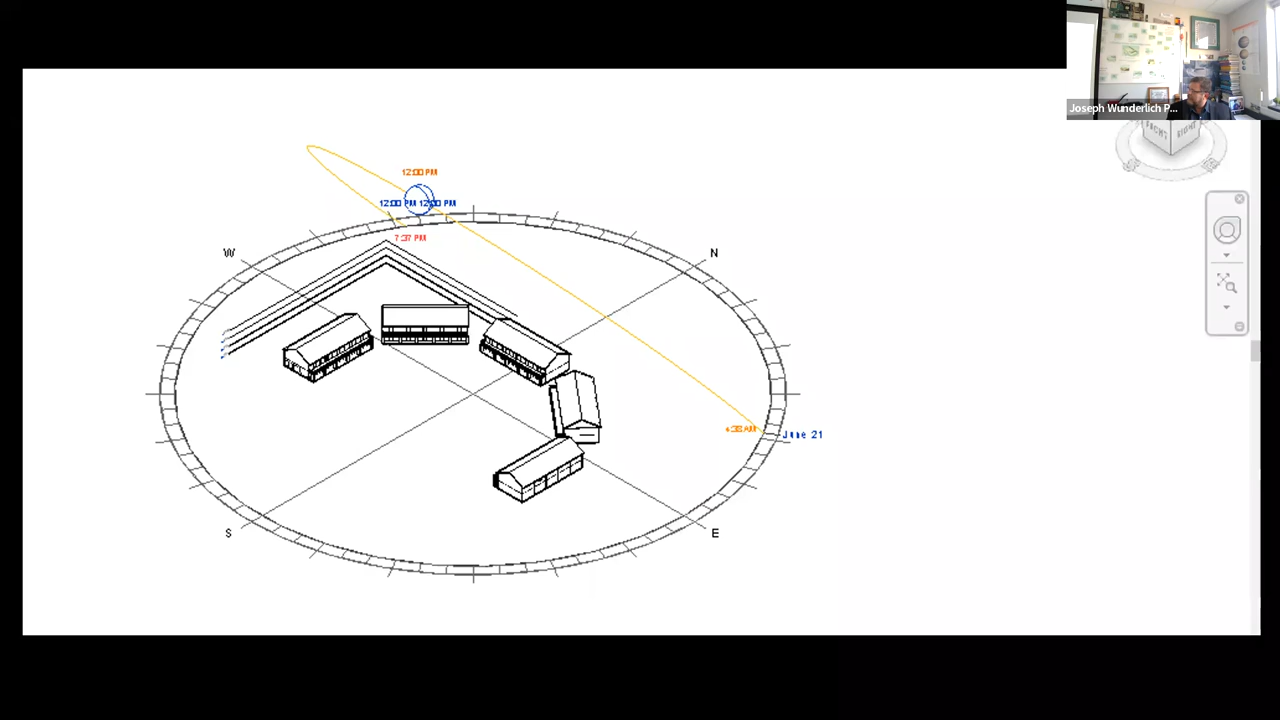 Joseph Wunderlich P...
12:00 PM
12:00 PM 12:00 PM
7:37 PM
W
N
June 21
S
E